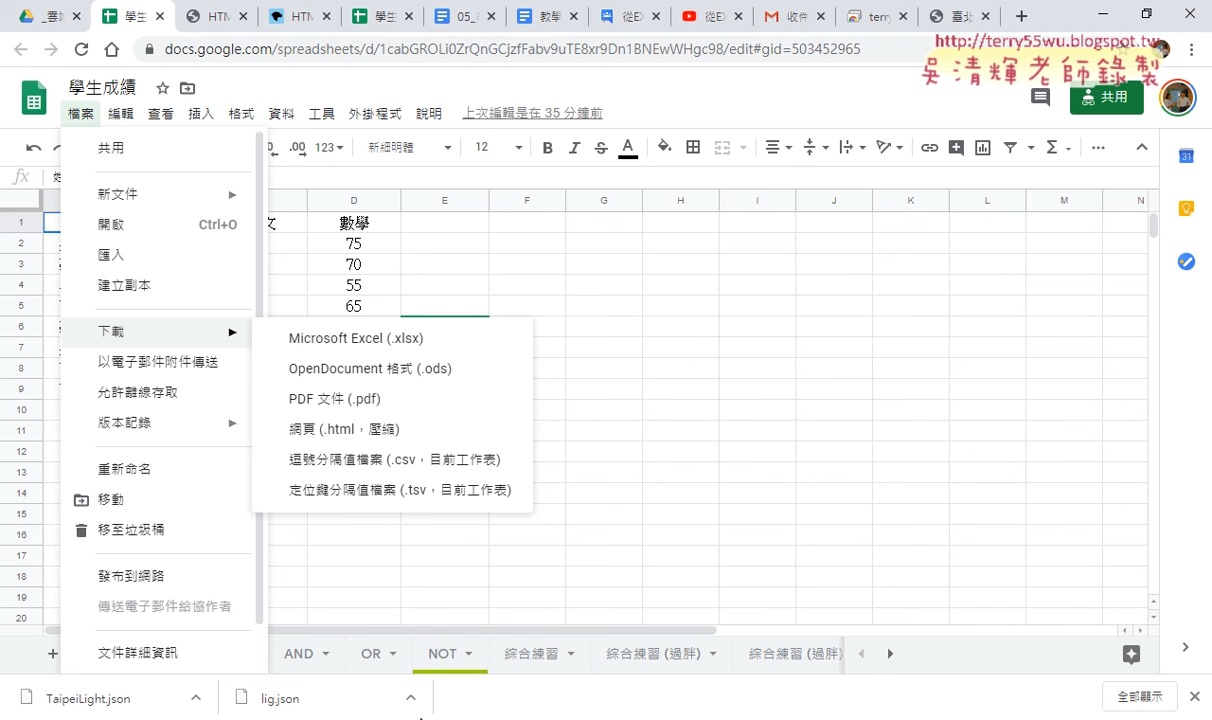 _雲端
學生
HTM
HTM
學生
05_
教學
從EX
從EX
收件
terry
臺北
docs.google.com/spreadsheets/d/1cabGROLl0ZrQnGCjzfFabv9uTE8xr9Dn1BNEwWHgc98/edit#gid=503452965
http://terry55wu.blogspot.tw
吳清輝老師錄製
學生成績
檔案 編輯 查看 插入 格式 資料 工具 外掛程式 說明 上次編輯是在 35 分鐘前
共用
.00 123 新細明體 12 B I S A
fx
D E F G H I J K L M N
1 文 數學
2 75
3 70
4 55
5 65
6
7
8
9
10
11
12
13
14
15
16
17
18
19
20
共用
新文件
開啟 Ctrl+O
匯入
建立副本
下載
以電子郵件附件傳送
允許離線存取
版本記錄
重新命名
移動
移至垃圾桶
發布到網路
傳送電子郵件給協作者
文件詳細資訊
Microsoft Excel (.xlsx)
OpenDocument 格式 (.ods)
PDF 文件 (.pdf)
網頁 (.html，壓縮)
逗號分隔值檔案 (.csv，目前工作表)
定位鍵分隔值檔案 (.tsv，目前工作表)
AND OR NOT 綜合練習 綜合練習 (過胖) 綜合練習 (過胖)
TaipeiLight.json lig.json 全部顯示